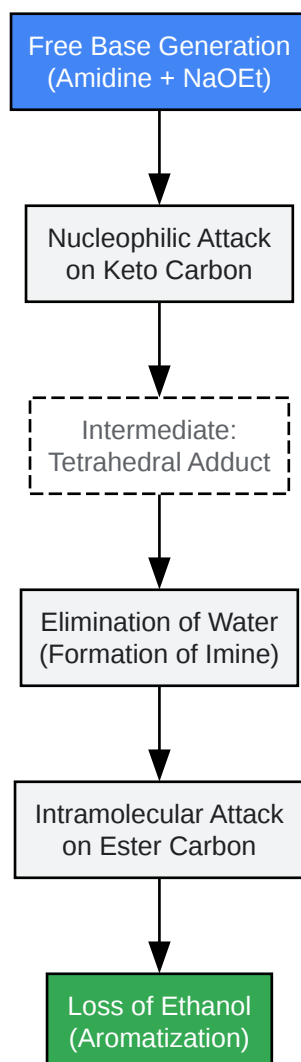 Free Base Generation
(Amidine + NaOEt)
Nucleophilic Attack
on Keto Carbon
Intermediate:
Tetrahedral Adduct
Elimination of Water
(Formation of Imine)
Intramolecular Attack
on Ester Carbon
Loss of Ethanol
(Aromatization)